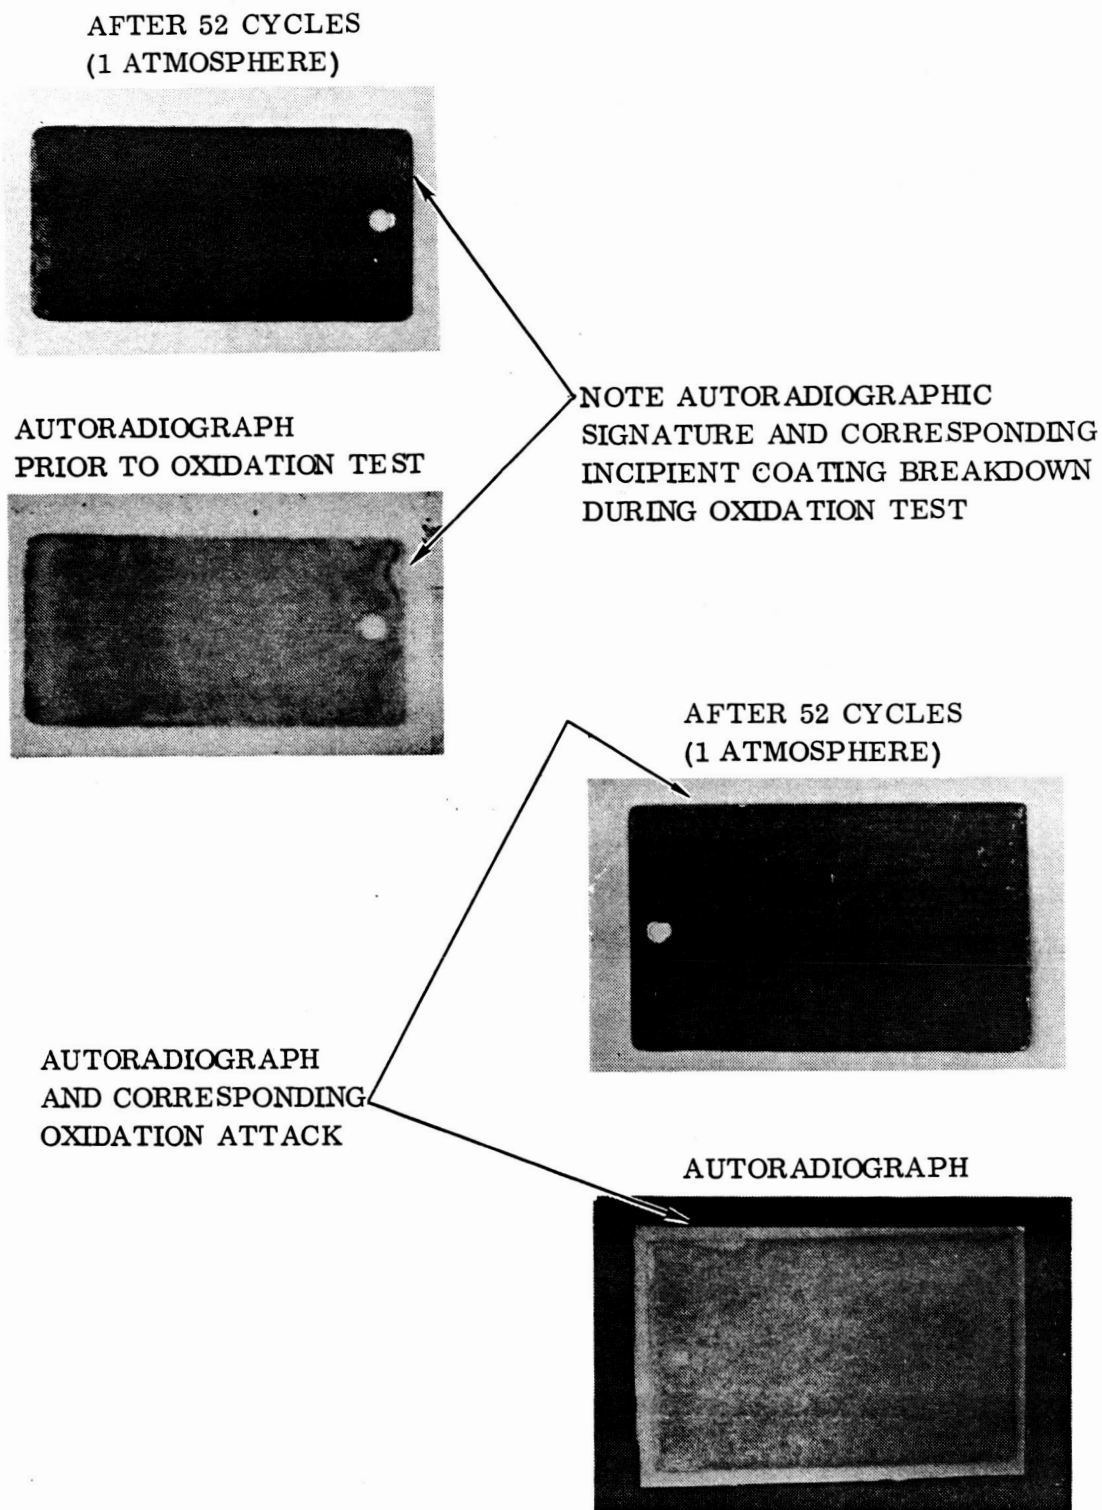 AFTER 52 CYCLES
(1 ATMOSPHERE)
AUTORADIOGRAPH
PRIOR TO OXIDATION TEST
NOTE AUTORADIOGRAPHIC
SIGNATURE AND CORRESPONDING
INCIPIENT COATING BREAKDOWN
DURING OXIDATION TEST
AFTER 52 CYCLES
(1 ATMOSPHERE)
AUTORADIOGRAPH
AND CORRESPONDING
OXIDATION ATTACK
AUTORADIOGRAPH